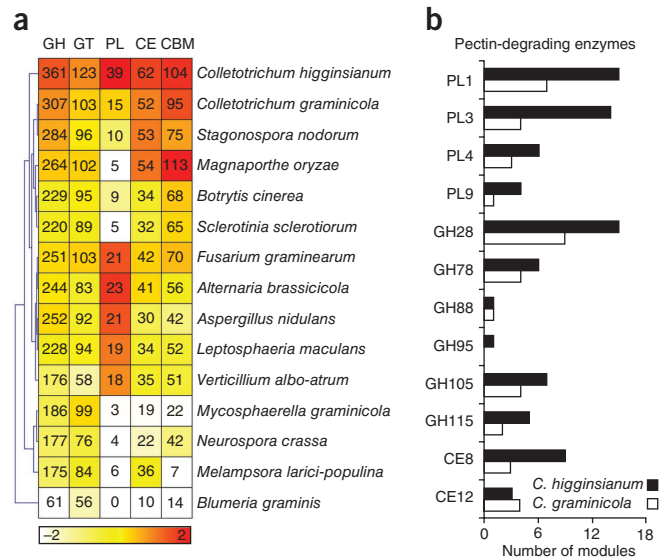 a
GH GT PL CE CBM
361 123 39 62 104 Colletotrichum higginsianum
307 103 15 52 95 Colletotrichum graminicola
284 96 10 53 75 Stagonospora nodorum
264 102 5 54 113 Magnaporthe oryzae
229 95 9 34 68 Botrytis cinerea
220 89 5 32 65 Sclerotinia sclerotiorum
251 103 21 42 70 Fusarium graminearum
244 83 23 41 56 Alternaria brassicicola
252 92 21 30 42 Aspergillus nidulans
228 94 19 34 52 Leptosphaeria maculans
176 58 18 35 51 Verticillium albo-atrum
186 99 3 19 22 Mycosphaerella graminicola
177 76 4 22 42 Neurospora crassa
175 84 6 36 7 Melampsora larici-populina
61 56 0 10 14 Blumeria graminis
–2 2
b
Pectin-degrading enzymes
PL1
PL3
PL4
PL9
GH28
GH78
GH88
GH95
GH105
GH115
CE8
CE12
C. higginsianum
C. graminicola
0 6 12 18
Number of modules